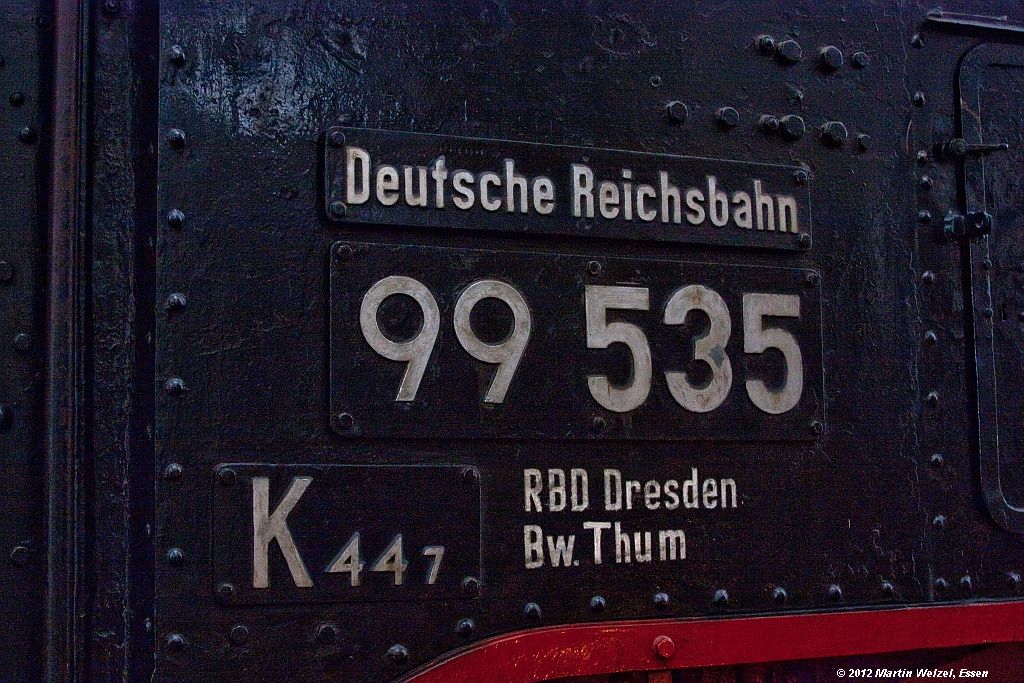 Deutsche Reichsbahn
99 535
K 44 7
RBD Dresden
Bw. Thum
© 2012 Martin Welzel, Essen